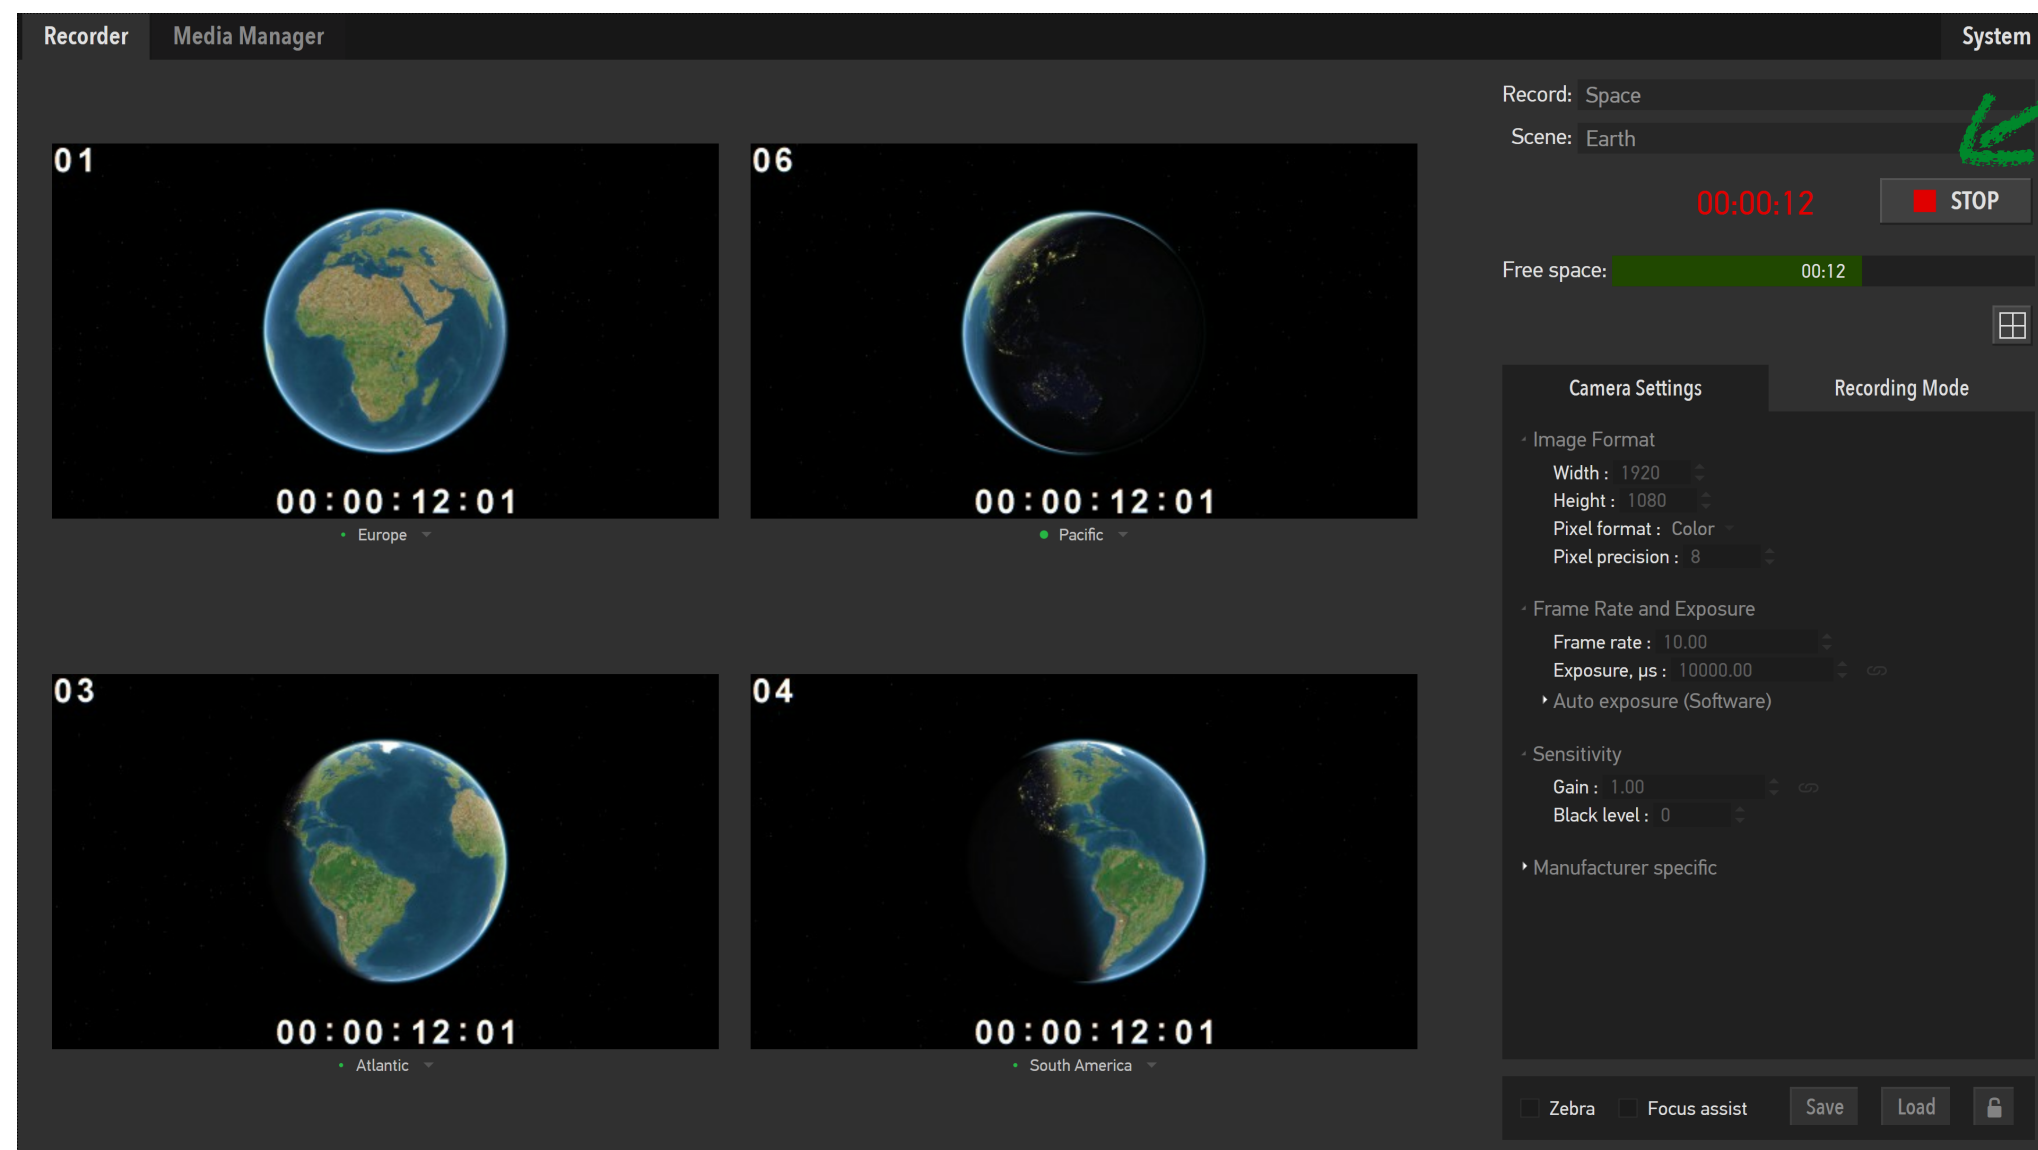 Recorder Media Manager System
Record: Space
Scene: Earth
00:00:12 STOP
Free space: 00:12
01
00:00:12:01
Europe
06
00:00:12:01
Pacific
03
00:00:12:01
Atlantic
04
00:00:12:01
South America
Camera Settings Recording Mode
Image Format
Width : 1920
Height : 1080
Pixel format : Color
Pixel precision : 8
Frame Rate and Exposure
Frame rate : 10.00
Exposure, µs : 10000.00
Auto exposure (Software)
Sensitivity
Gain : 1.00
Black level : 0
Manufacturer specific
Zebra Focus assist Save Load